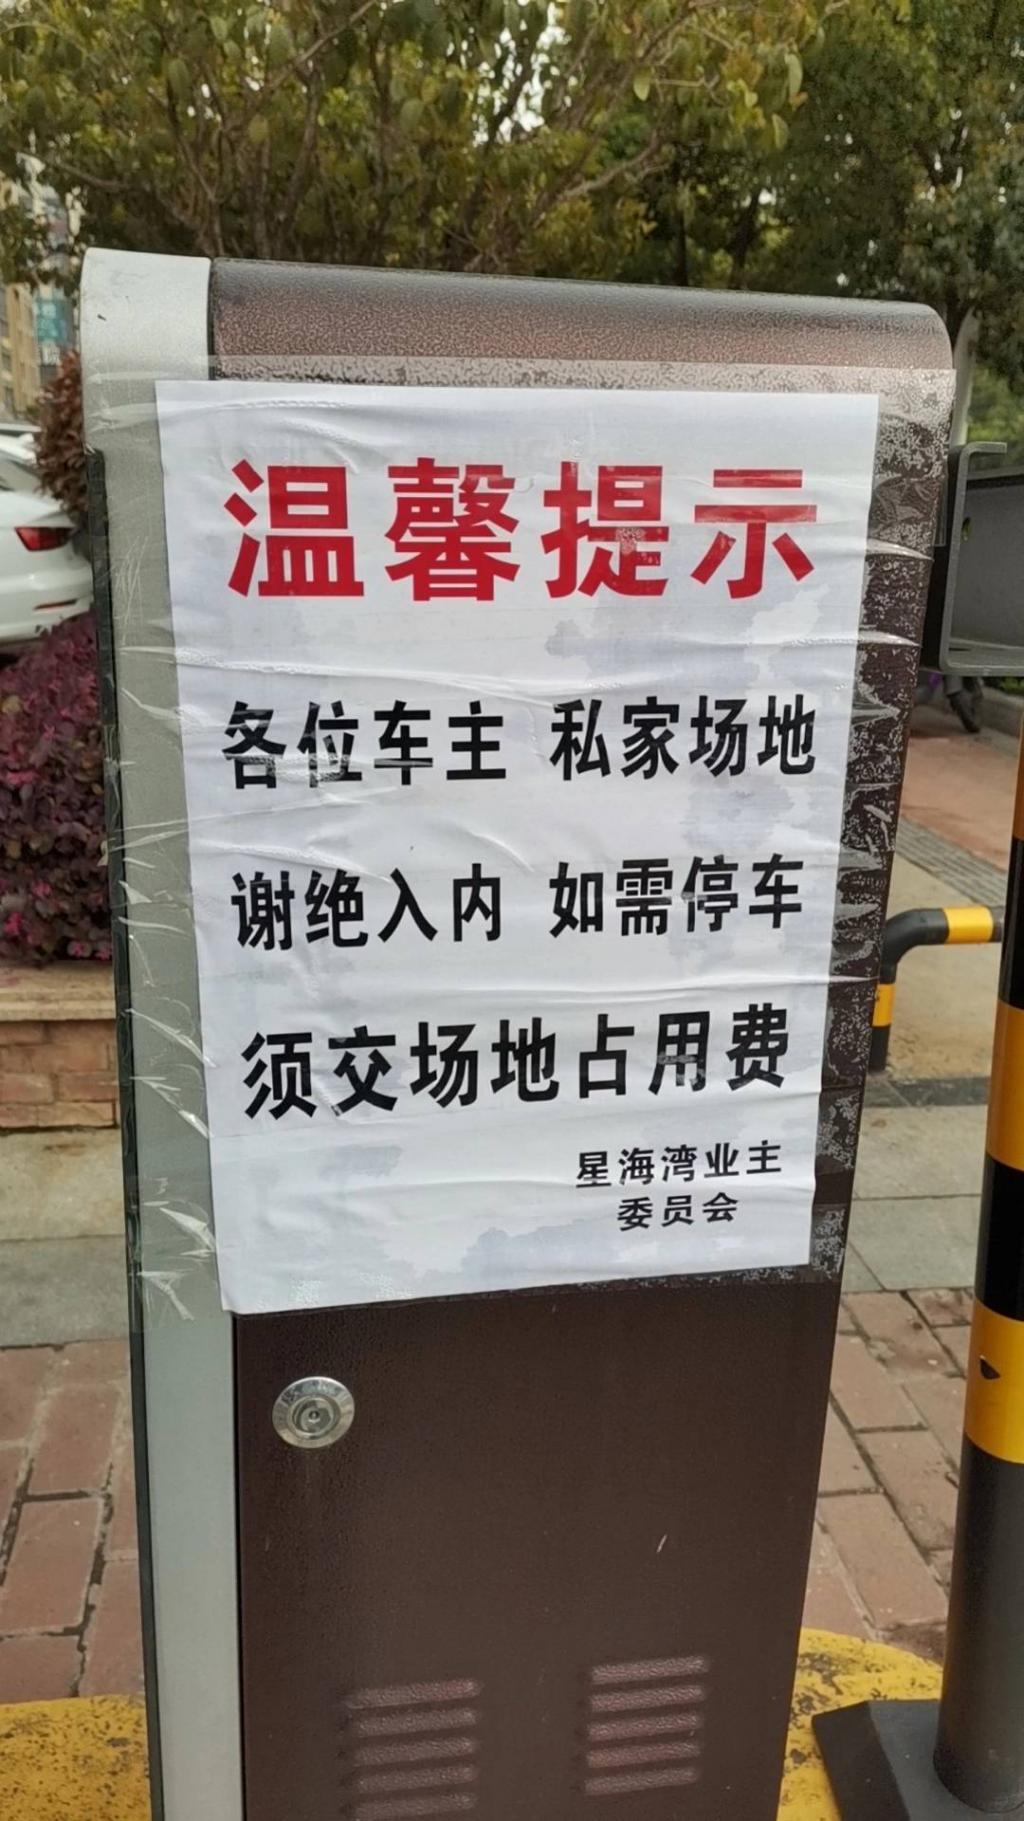 温馨提示
各位车主 私家场地
谢绝入内 如需停车
须交场地占用费
星海湾业主
委员会